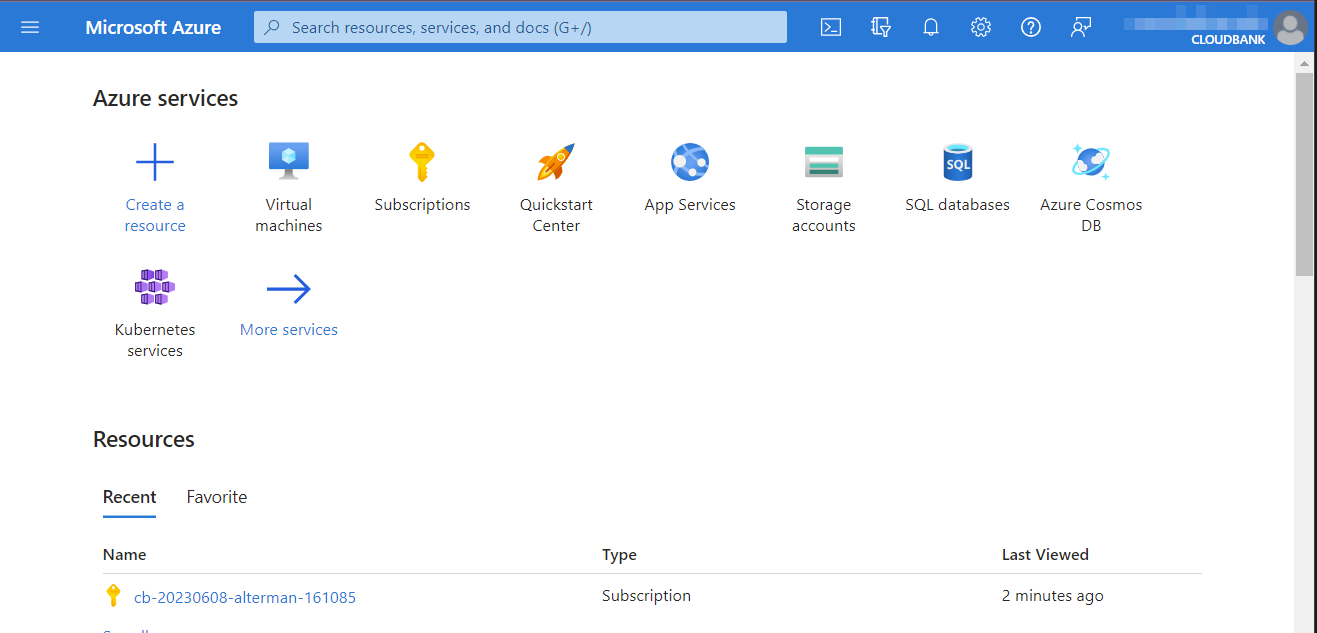 Microsoft Azure
Search resources, services, and docs (G+/)
CLOUDBANK
Azure services
Create a
resource
Virtual
machines
Subscriptions
Quickstart
Center
App Services
Storage
accounts
SQL
SQL databases
Azure Cosmos
DB
Kubernetes
services
More services
Resources
Recent
Favorite
Name
Type
Last Viewed
cb-20230608-alterman-161085
Subscription
2 minutes ago